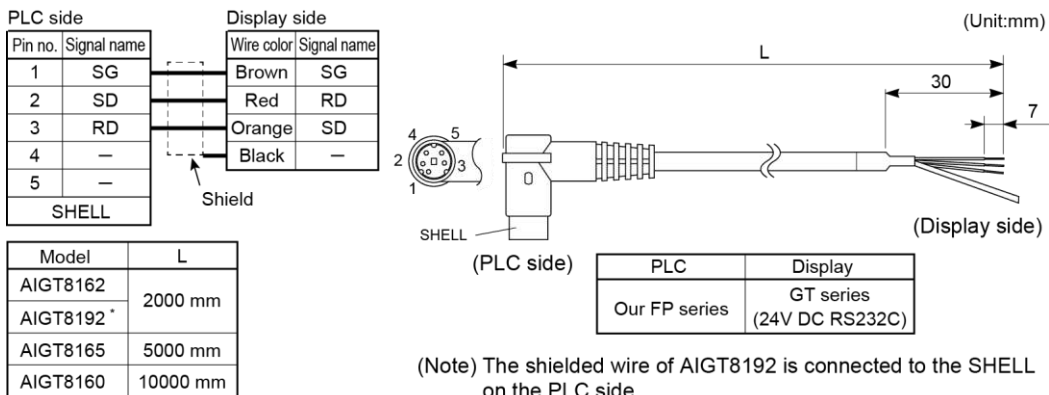 PLC side Display side
Pin no. Signal name Wire color Signal name
1 SG Brown SG
2 SD Red RD
3 RD Orange SD
4 — Black —
5 —
SHELL
Shield
Model L
AIGT8162 2000 mm
AIGT8192 *
AIGT8165 5000 mm
AIGT8160 10000 mm
(Unit:mm)
L
30
7
4 5
2 3
1
SHELL
(PLC side)
(Display side)
PLC Display
Our FP series GT series
(24V DC RS232C)
(Note) The shielded wire of AIGT8192 is connected to the SHELL
on the PLC side